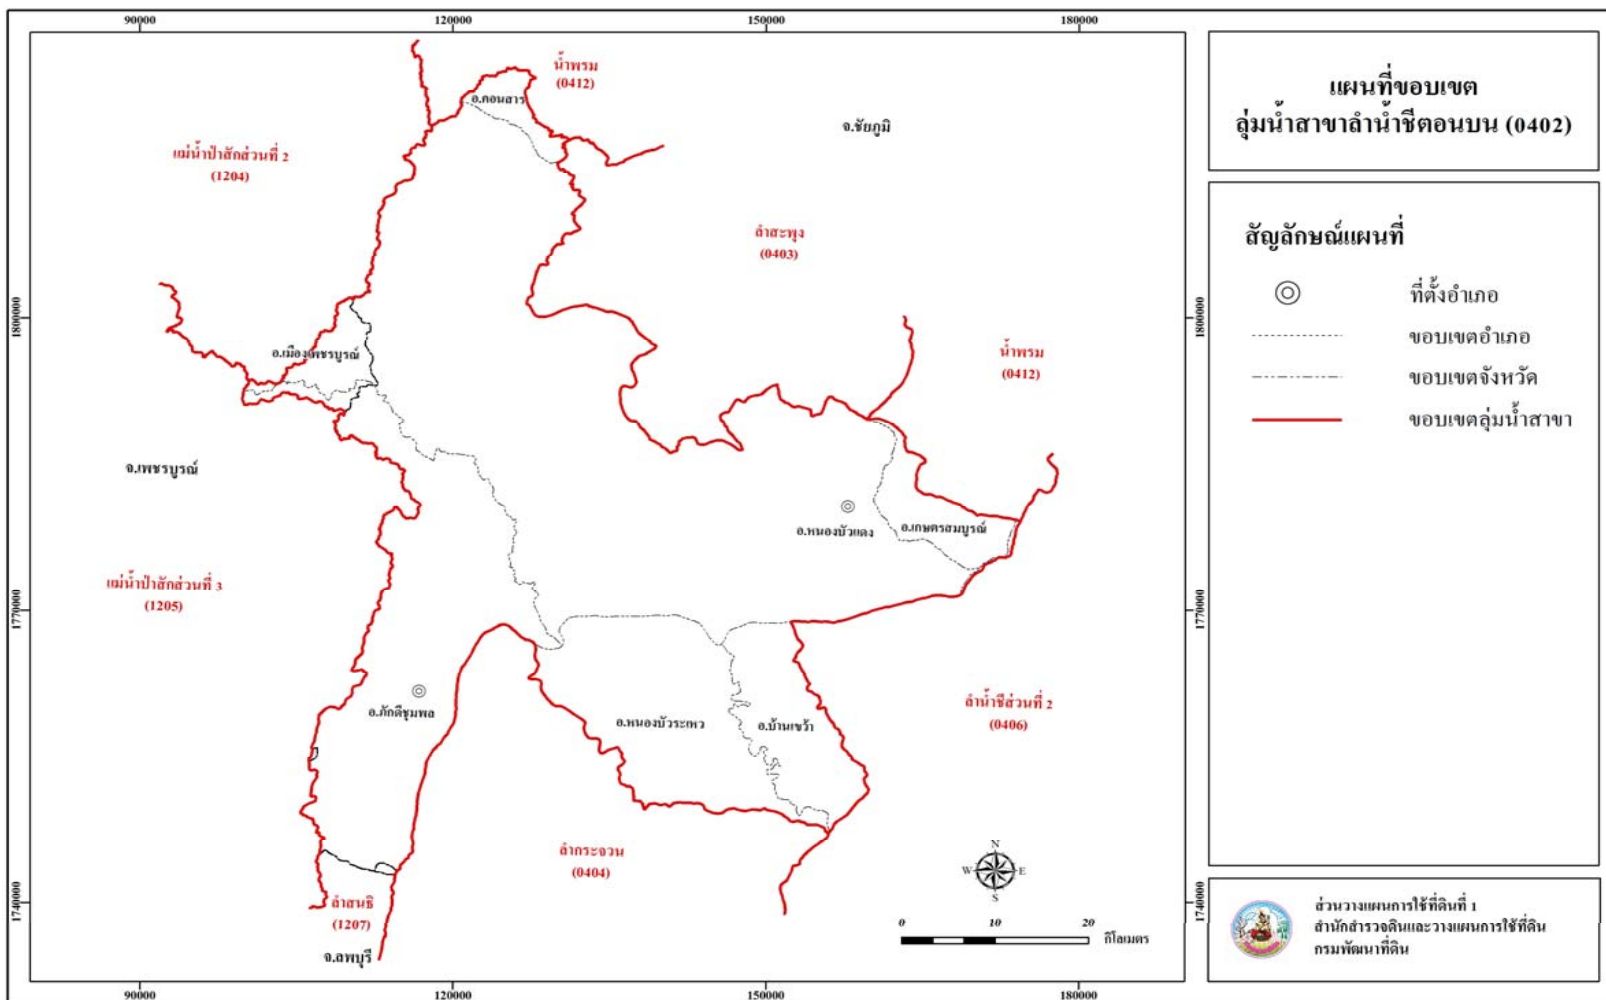 90000
120000
150000
180000
น้ำพรม
(0412)
อ.คอนสาร
จ.ชัยภูมิ
แม่น้ำป่าสักส่วนที่ 2
(1204)
ลำสะพุง
(0403)
1800000
1800000
อ.เมืองเพชรบูรณ์
น้ำพรม
(0412)
จ.เพชรบูรณ์
อ.หนองบัวแดง
อ.เกษตรสมบูรณ์
แม่น้ำป่าสักส่วนที่ 3
(1205)
1770000
1770000
อ.ภักดีชุมพล
อ.หนองบัวระเหว
อ.บ้านเขว้า
ลำน้ำชีส่วนที่ 2
(0406)
ลำกระจวน
(0404)
N
W
E
S
1740000
1740000
ลำสนธิ
(1207)
จ.ลพบุรี
0
10
20
กิโลเมตร
90000
120000
150000
180000
แผนที่ขอบเขต
ลุ่มน้ำสาขาลำน้ำชีตอนบน (0402)
สัญลักษณ์แผนที่
ที่ตั้งอำเภอ
ขอบเขตอำเภอ
ขอบเขตจังหวัด
ขอบเขตลุ่มน้ำสาขา
ส่วนวางแผนการใช้ที่ดินที่ 1
สำนักสำรวจดินและวางแผนการใช้ที่ดิน
กรมพัฒนาที่ดิน